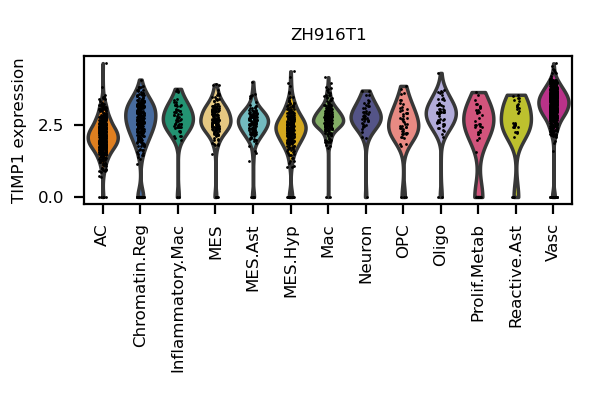 ZH916T1
TIMP1 expression
2.5
0.0
AC
Chromatin.Reg
Inflammatory.Mac
MES
MES.Ast
MES.Hyp
Mac
Neuron
OPC
Oligo
Prolif.Metab
Reactive.Ast
Vasc